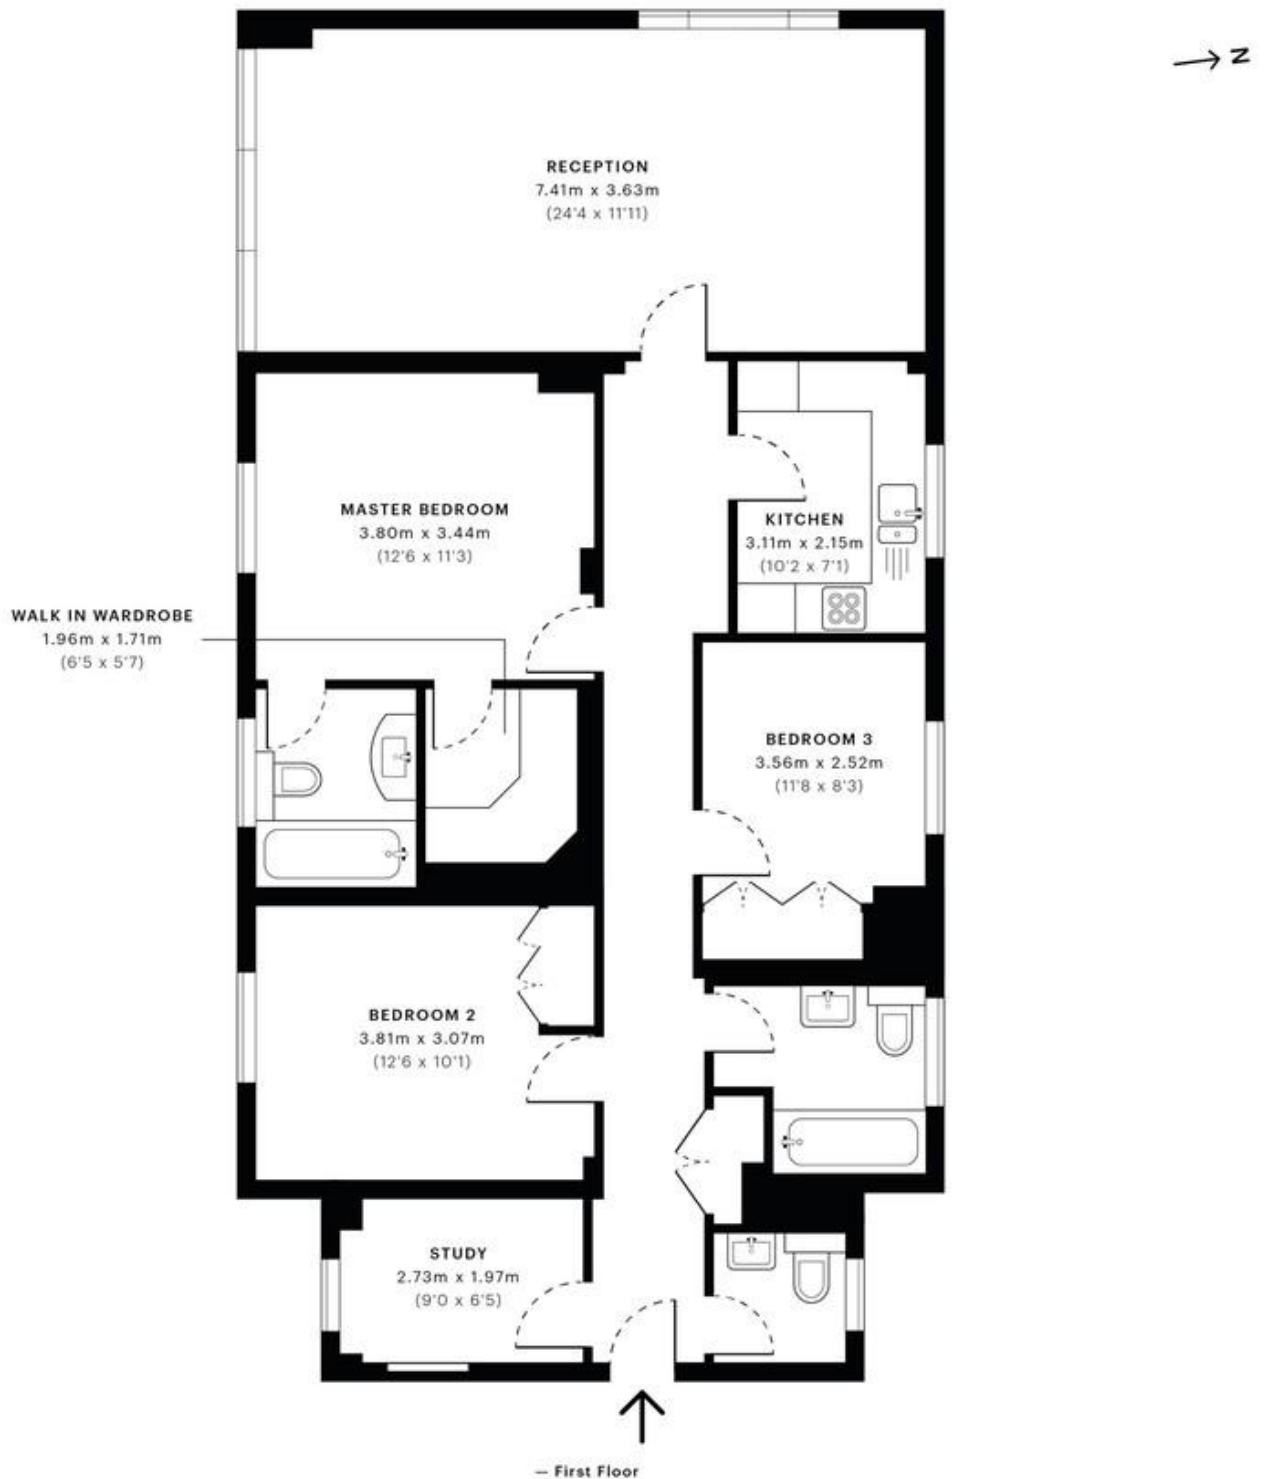 N
RECEPTION
7.41m x 3.63m
(24'4 x 11'11)
MASTER BEDROOM
3.80m x 3.44m
(12'6 x 11'3)
KITCHEN
3.11m x 2.15m
(10'2 x 7'1)
WALK IN WARDROBE
1.96m x 1.71m
(6'5 x 5'7)
BEDROOM 3
3.56m x 2.52m
(11'8 x 8'3)
BEDROOM 2
3.81m x 3.07m
(12'6 x 10'1)
STUDY
2.73m x 1.97m
(9'0 x 6'5)
— First Floor